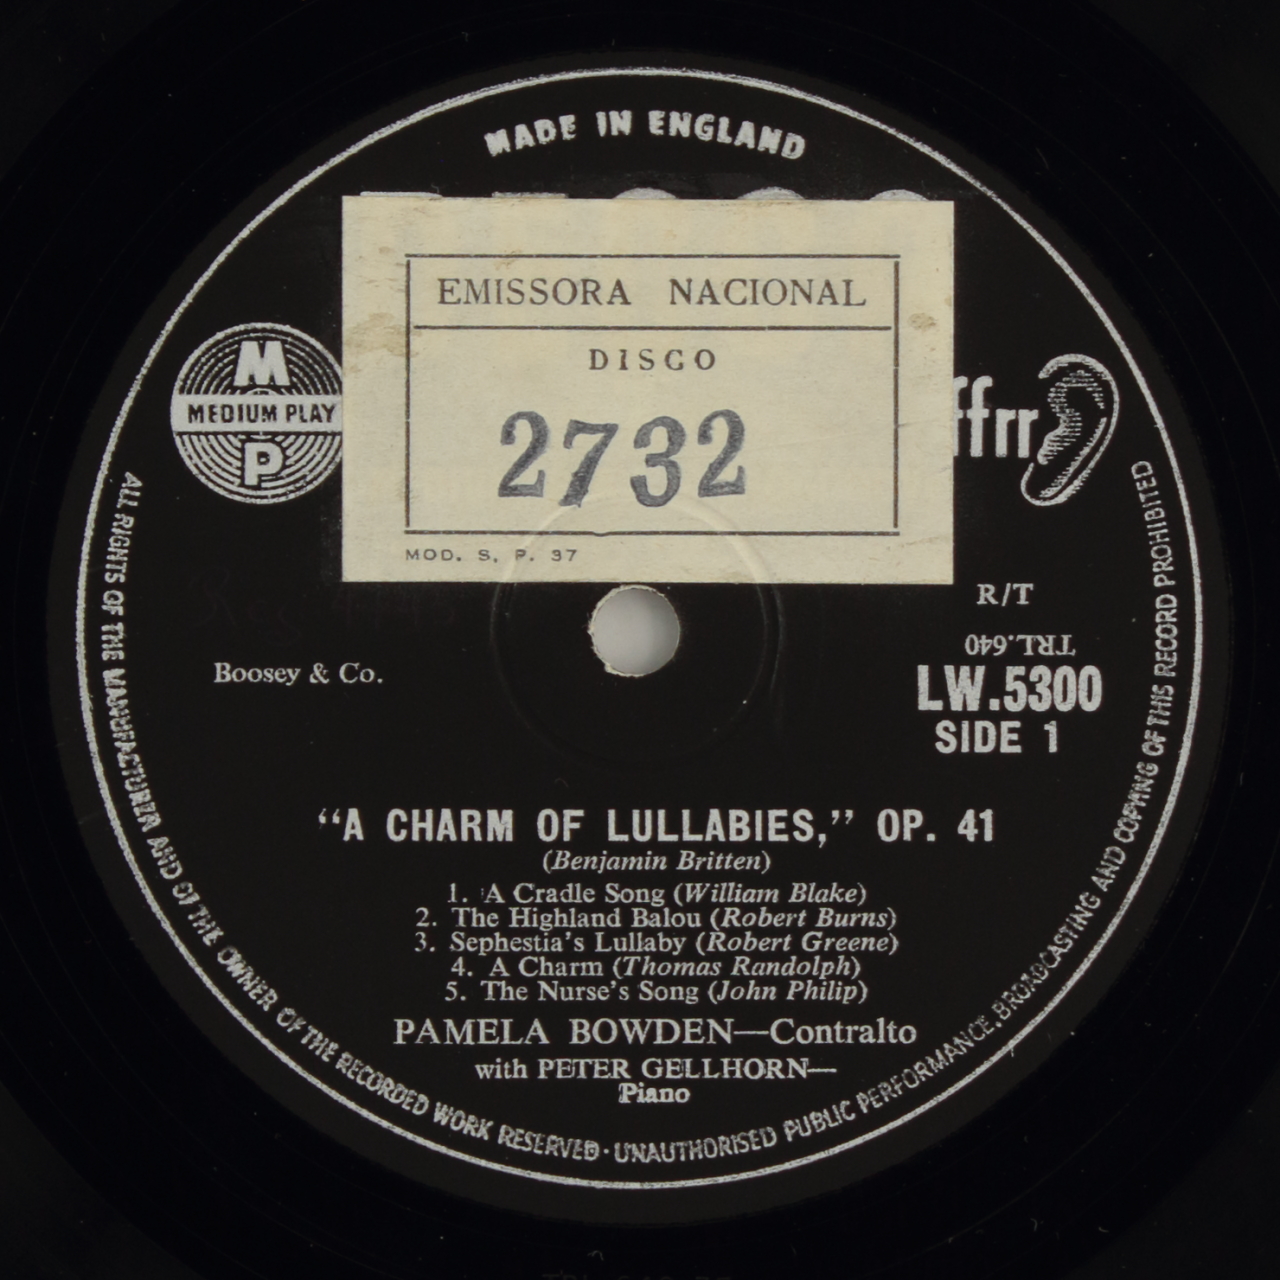 MADE IN ENGLAND
EMISSORA NACIONAL
DISCO
2732
MOD. S. P. 37
M
MEDIUM PLAY
P
ffrr
R/T
TRL.640
Boosey & Co.
LW.5300
SIDE 1
“A CHARM OF LULLABIES,” OP. 41
(Benjamin Britten)
1. A Cradle Song (William Blake)
2. The Highland Balou (Robert Burns)
3. Sephestia's Lullaby (Robert Greene)
4. A Charm (Thomas Randolph)
5. The Nurse's Song (John Philip)
PAMELA BOWDEN—Contralto
with PETER GELLHORN—
Piano
ALL RIGHTS OF THE MANUFACTURER AND OF THE OWNER OF THE RECORDED WORK RESERVED · UNAUTHORISED PUBLIC PERFORMANCE, BROADCASTING AND COPYING OF THIS RECORD PROHIBITED